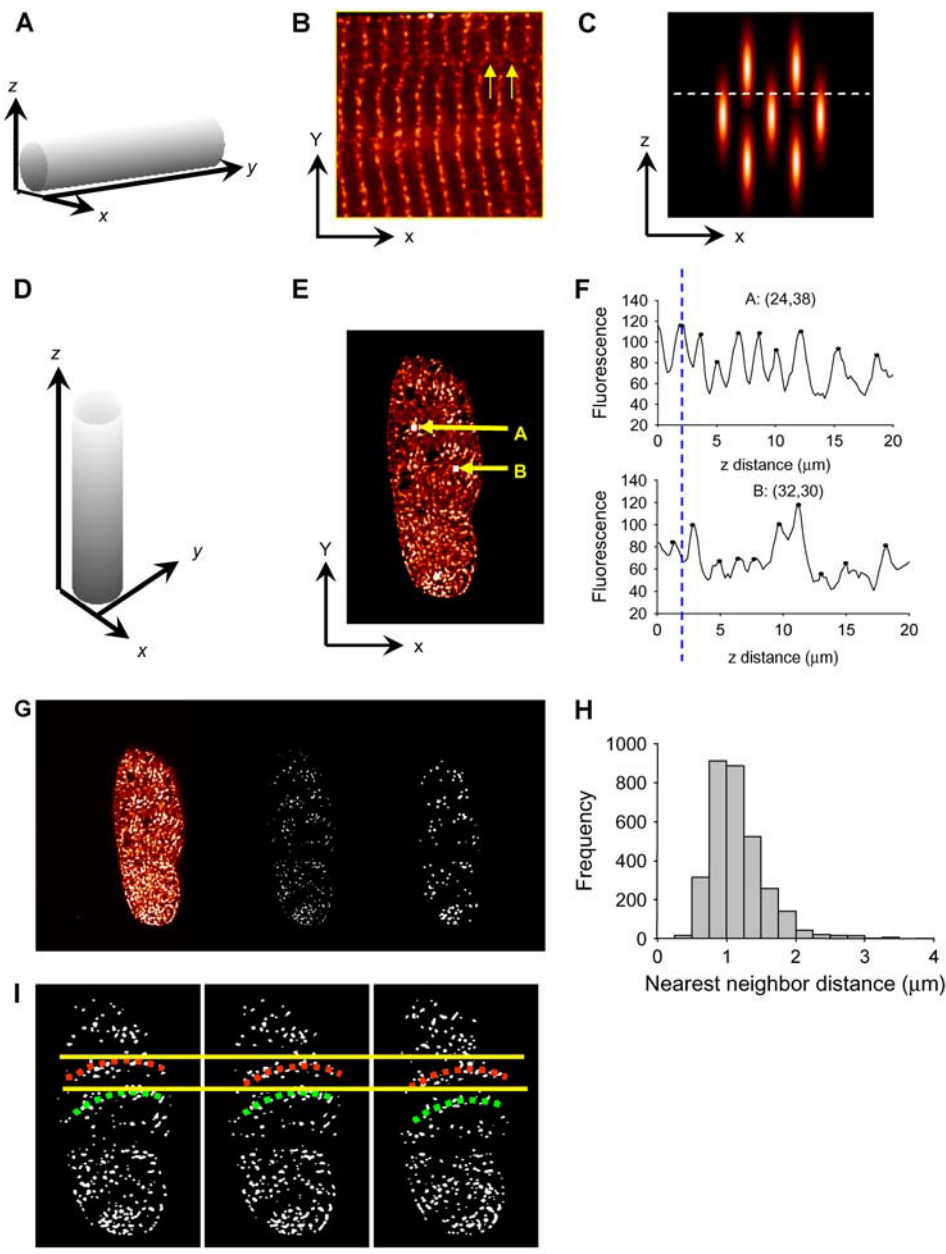 A
z
y
x
B
Y
x
C
z
x
D
z
y
x
E
A
B
Y
x
F
A: (24,38)
Fluorescence
140
120
100
80
60
40
20
0 5 10 15 20
z distance (μm)
B: (32,30)
Fluorescence
140
120
100
80
60
40
20
0 5 10 15 20
z distance (μm)
G
H
Frequency
1000
800
600
400
200
0
0 1 2 3 4
Nearest neighbor distance (μm)
I